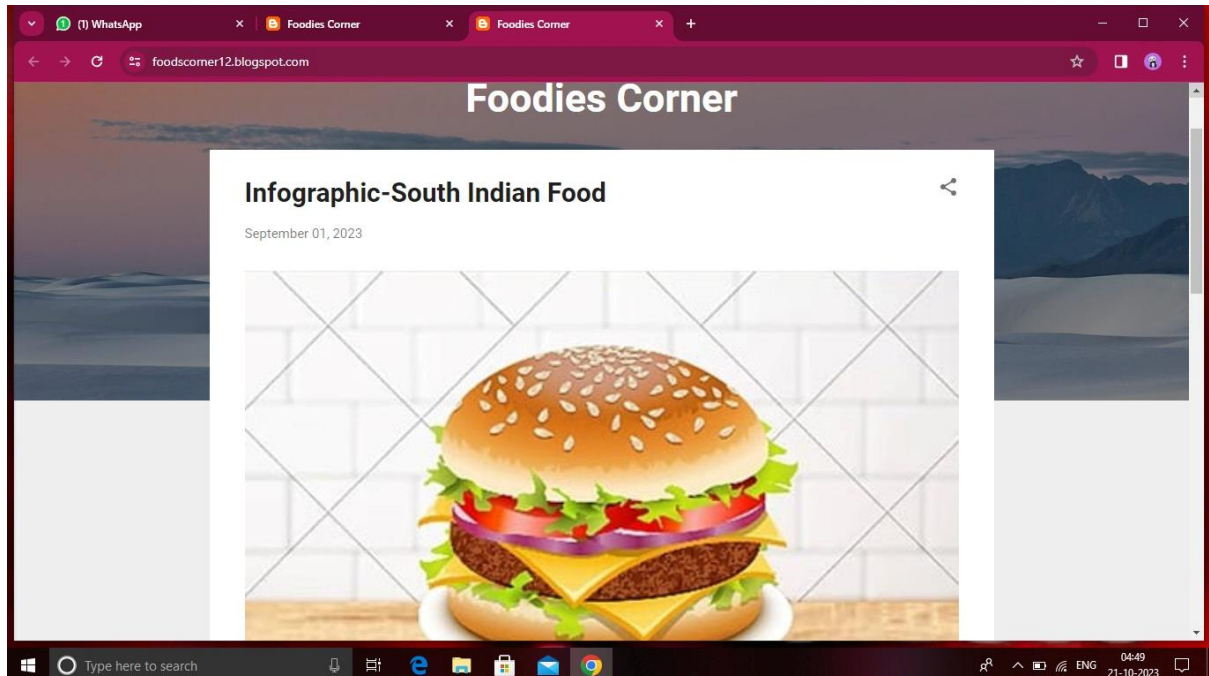 (1) WhatsApp
Foodies Corner
Foodies Corner
foodscorner12.blogspot.com
Foodies Corner
Infographic-South Indian Food
September 01, 2023
Type here to search
ENG
04:49
21-10-2023